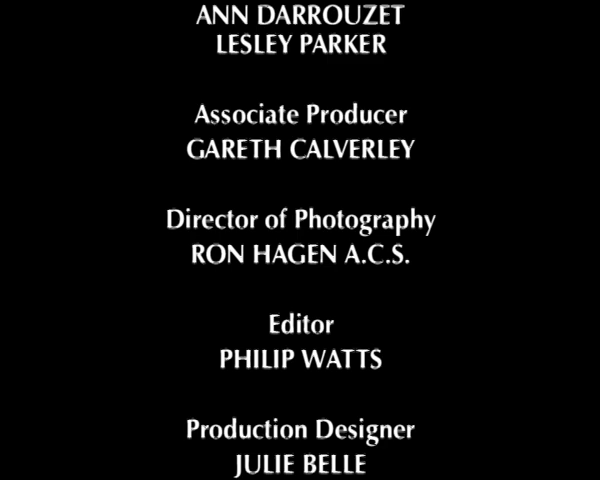 ANN DARROUZET
LESLEY PARKER
Associate Producer
GARETH CALVERLEY
Director of Photography
RON HAGEN A.C.S.
Editor
PHILIP WATTS
Production Designer
JULIE BELLE